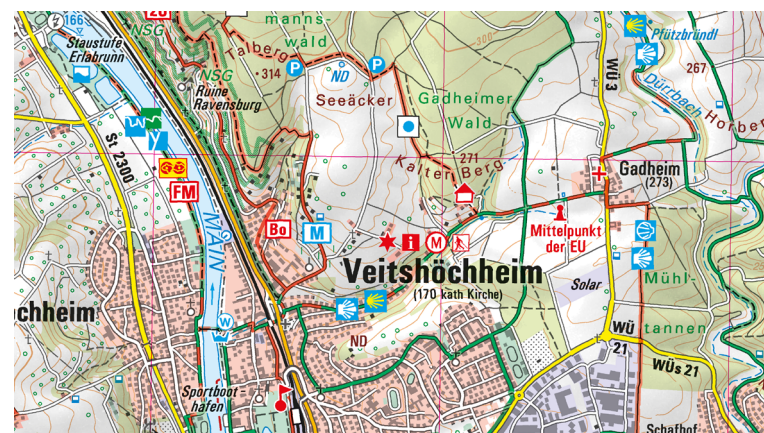 166
Staustufe
Erlabrunn
20
NSG
manns-
wald
Talberg
314
P
P
ND
NSG
Ruine
Ravensburg
Seeäcker
Gadheimer
Wald
300
Pfützbründl
WÜ 3
267
Dürrbach
Horber
St 2300
FM
Kalter Berg
271
Gadheim
(273)
MAIN
Bo
M
i
M
Mittelpunkt
der EU
Veitshöchheim
(170 kath Kirche)
Solar
Mühl-
tannen
chheim
W
ND
WÜ
21
WÜs 21
Sportboot-
hafen
Schafhof